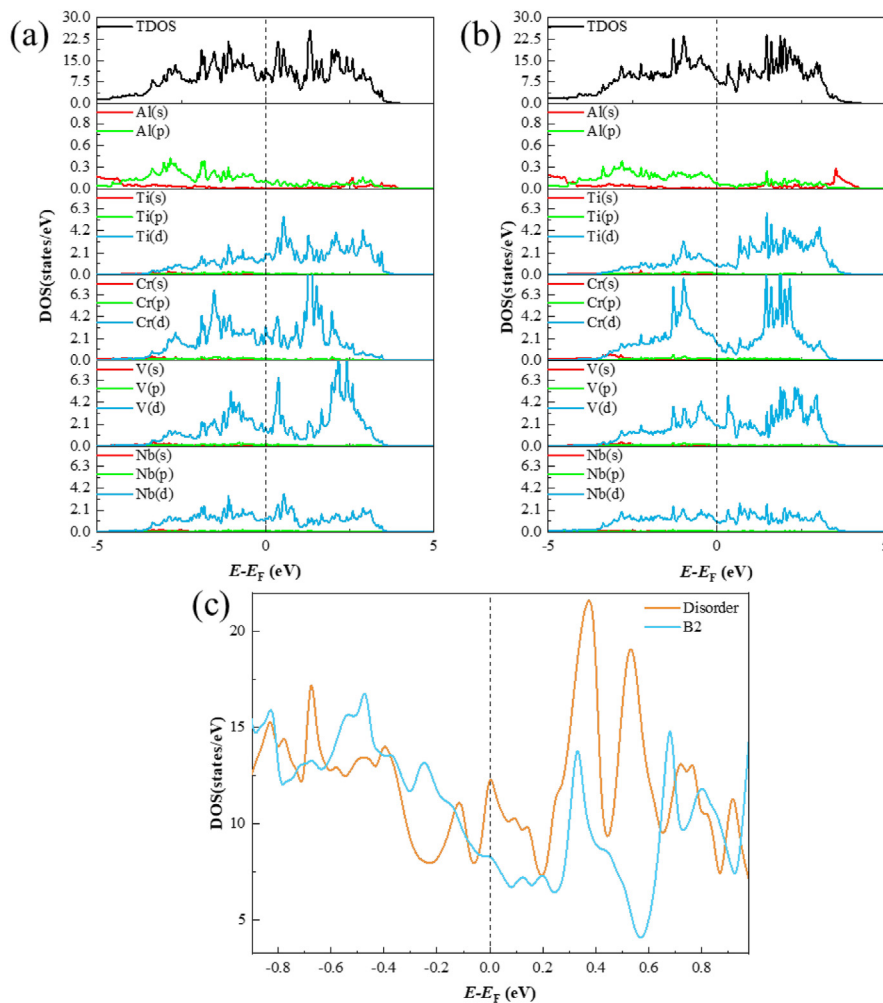 (a)
TDOS
30.0
22.5
15.0
7.5
0.0
Al(s)
Al(p)
0.8
0.6
0.3
0.0
Ti(s)
Ti(p)
Ti(d)
6.3
4.2
2.1
0.0
Cr(s)
Cr(p)
Cr(d)
6.3
4.2
2.1
0.0
V(s)
V(p)
V(d)
6.3
4.2
2.1
0.0
Nb(s)
Nb(p)
Nb(d)
6.3
4.2
2.1
0.0
DOS(states/eV)
-5 0 5
E-EF (eV)
(b)
TDOS
30.0
22.5
15.0
7.5
0.0
Al(s)
Al(p)
0.8
0.6
0.3
0.0
Ti(s)
Ti(p)
Ti(d)
6.3
4.2
2.1
0.0
Cr(s)
Cr(p)
Cr(d)
6.3
4.2
2.1
0.0
V(s)
V(p)
V(d)
6.3
4.2
2.1
0.0
Nb(s)
Nb(p)
Nb(d)
6.3
4.2
2.1
0.0
DOS(states/eV)
-5 0 5
E-EF (eV)
(c)
Disorder
B2
20
15
10
5
DOS(states/eV)
-0.8 -0.6 -0.4 -0.2 0.0 0.2 0.4 0.6 0.8
E-EF (eV)